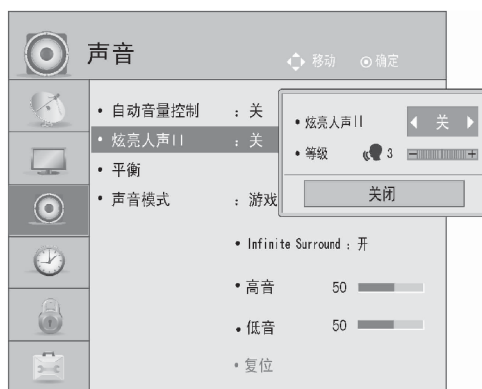 声音
移动 确定
• 自动音量控制 : 关
• 炫亮人声II : 关
• 平衡
• 声音模式 : 游戏
• Infinite Surround : 开
• 高音 50
• 低音 50
• 复位
• 炫亮人声II 关
• 等级 3
关闭